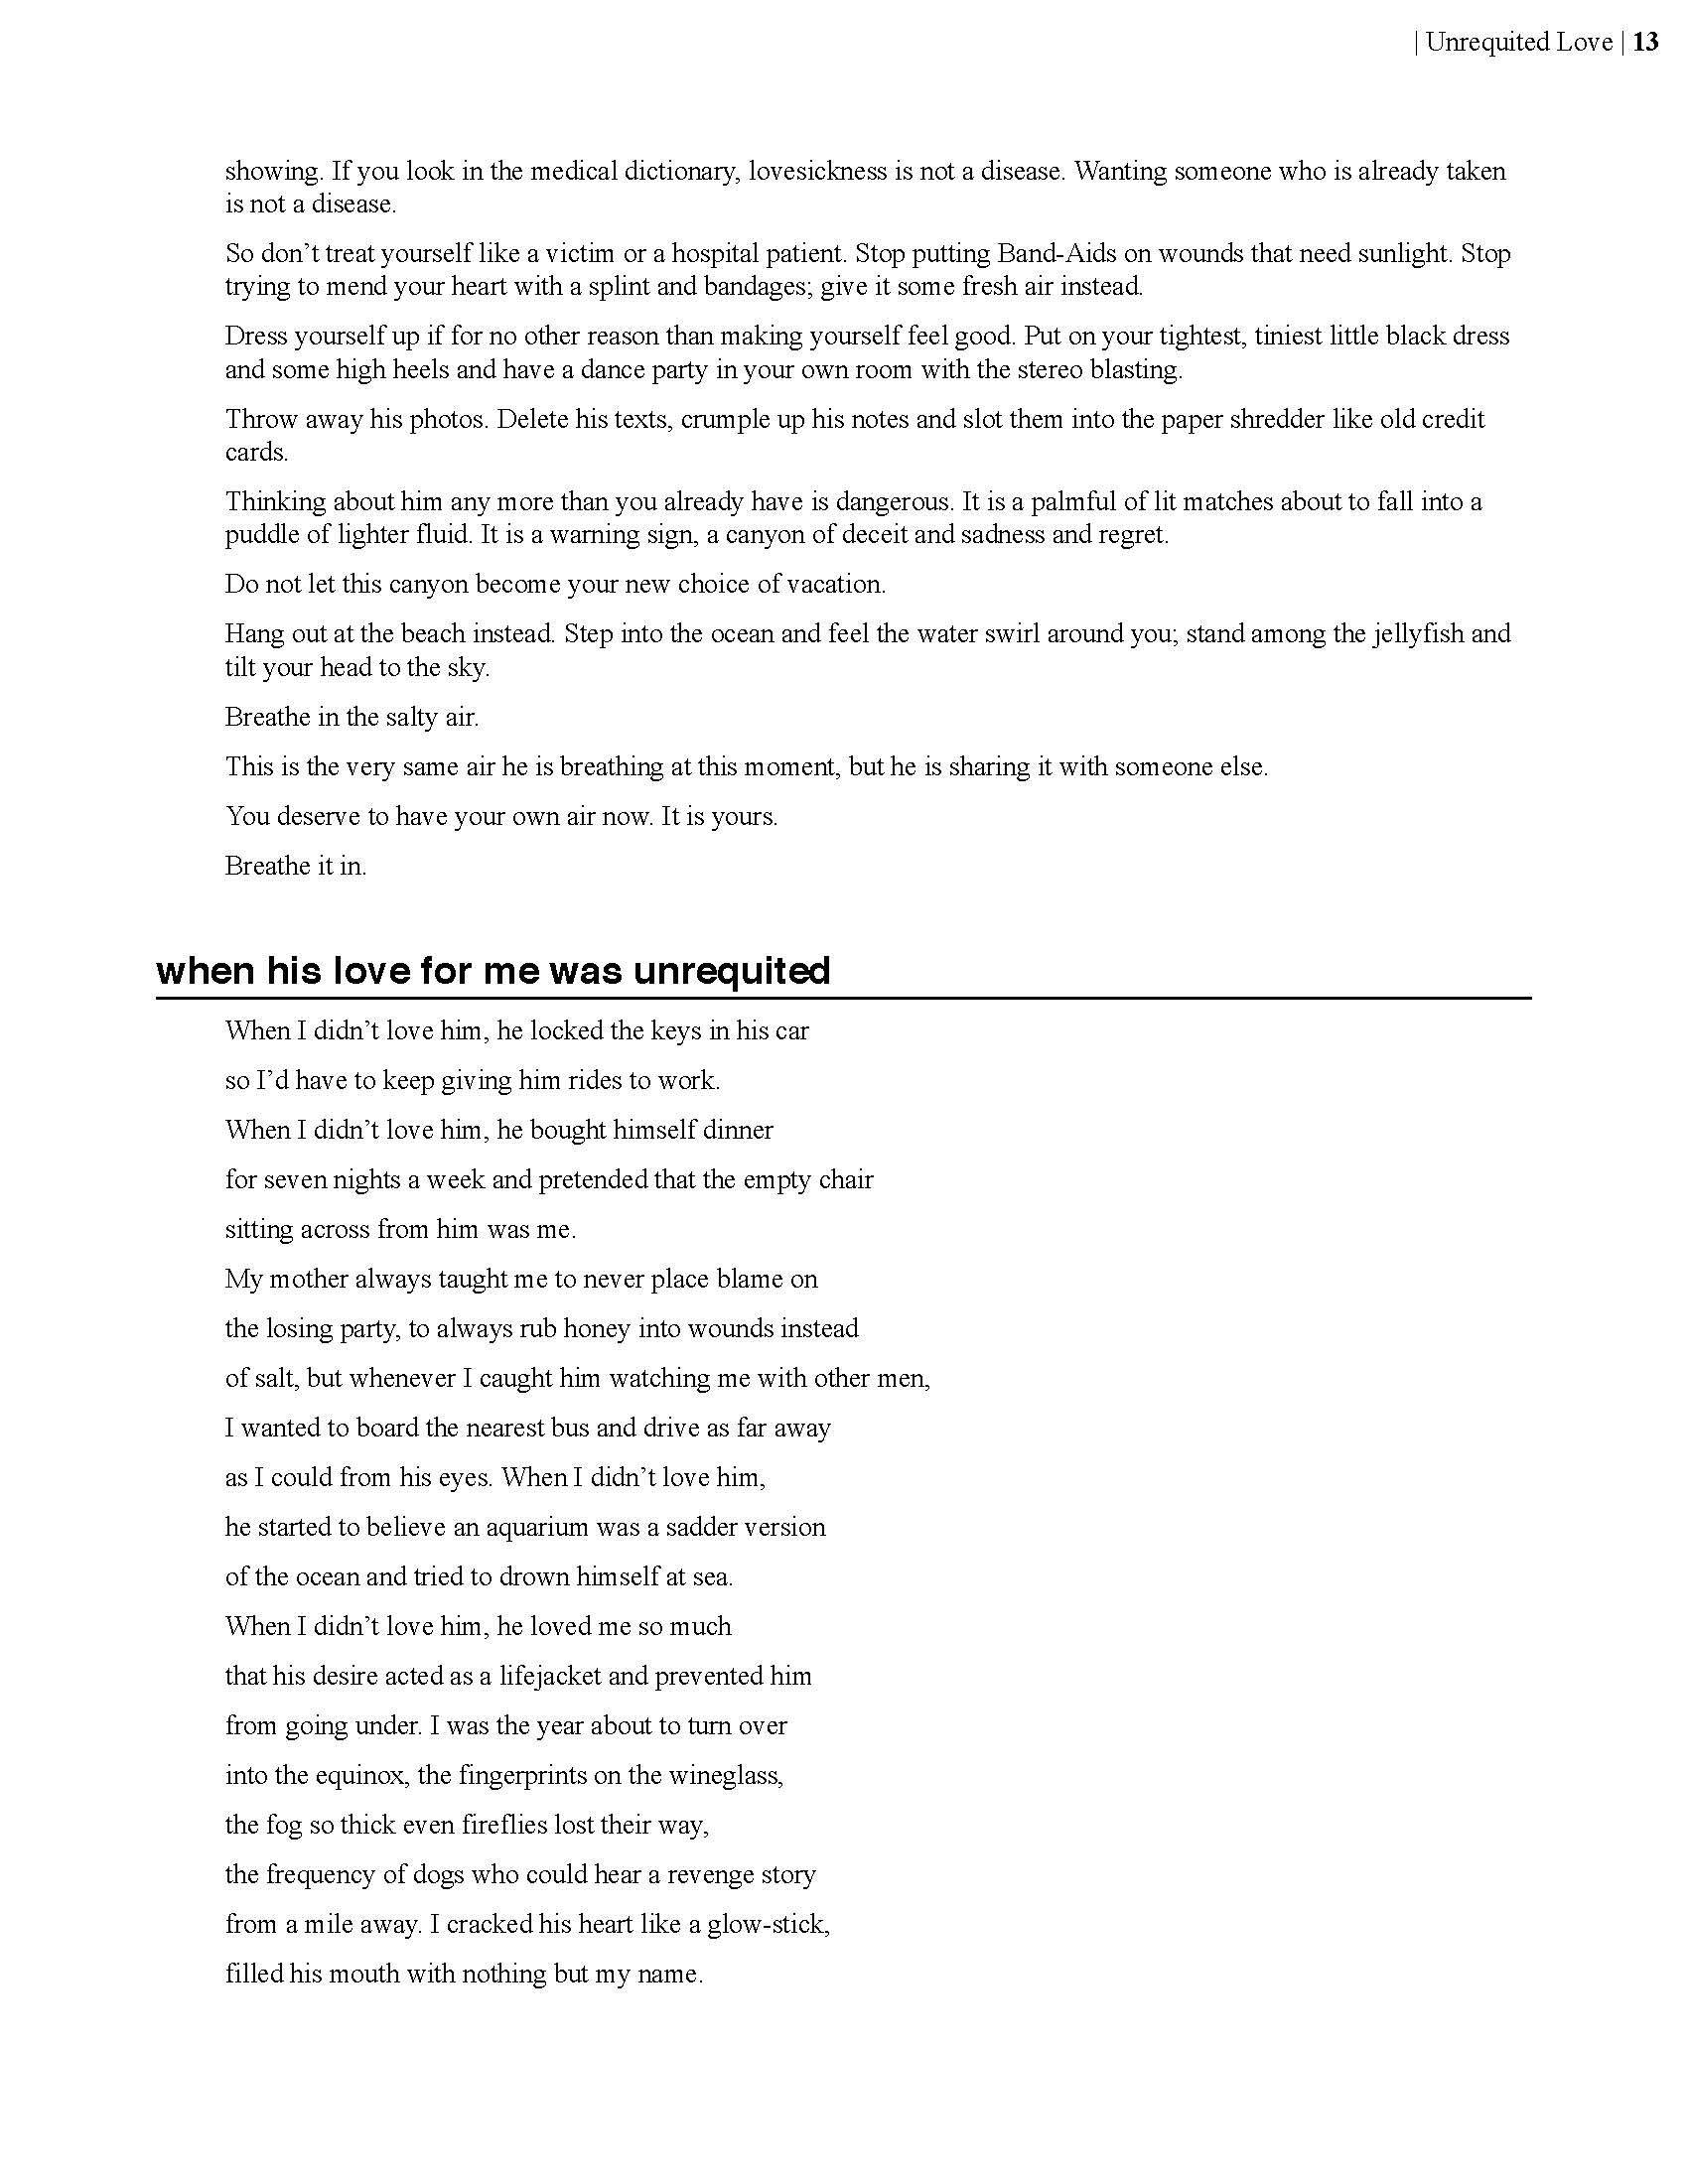 | Unrequited Love | 13
showing. If you look in the medical dictionary, lovesickness is not a disease. Wanting someone who is already taken
is not a disease.
So don’t treat yourself like a victim or a hospital patient. Stop putting Band-Aids on wounds that need sunlight. Stop
trying to mend your heart with a splint and bandages; give it some fresh air instead.
Dress yourself up if for no other reason than making yourself feel good. Put on your tightest, tiniest little black dress
and some high heels and have a dance party in your own room with the stereo blasting.
Throw away his photos. Delete his texts, crumple up his notes and slot them into the paper shredder like old credit
cards.
Thinking about him any more than you already have is dangerous. It is a palmful of lit matches about to fall into a
puddle of lighter fluid. It is a warning sign, a canyon of deceit and sadness and regret.
Do not let this canyon become your new choice of vacation.
Hang out at the beach instead. Step into the ocean and feel the water swirl around you; stand among the jellyfish and
tilt your head to the sky.
Breathe in the salty air.
This is the very same air he is breathing at this moment, but he is sharing it with someone else.
You deserve to have your own air now. It is yours.
Breathe it in.
when his love for me was unrequited
When I didn’t love him, he locked the keys in his car
so I’d have to keep giving him rides to work.
When I didn’t love him, he bought himself dinner
for seven nights a week and pretended that the empty chair
sitting across from him was me.
My mother always taught me to never place blame on
the losing party, to always rub honey into wounds instead
of salt, but whenever I caught him watching me with other men,
I wanted to board the nearest bus and drive as far away
as I could from his eyes. When I didn’t love him,
he started to believe an aquarium was a sadder version
of the ocean and tried to drown himself at sea.
When I didn’t love him, he loved me so much
that his desire acted as a lifejacket and prevented him
from going under. I was the year about to turn over
into the equinox, the fingerprints on the wineglass,
the fog so thick even fireflies lost their way,
the frequency of dogs who could hear a revenge story
from a mile away. I cracked his heart like a glow-stick,
filled his mouth with nothing but my name.